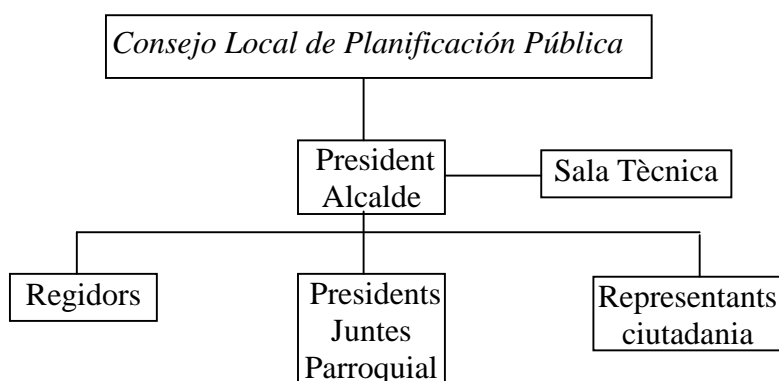 Consejo Local de Planificación Pública
President
Alcalde
Sala Tècnica
Regidors
Presidents
Juntes
Parroquial
Representants
ciutadania